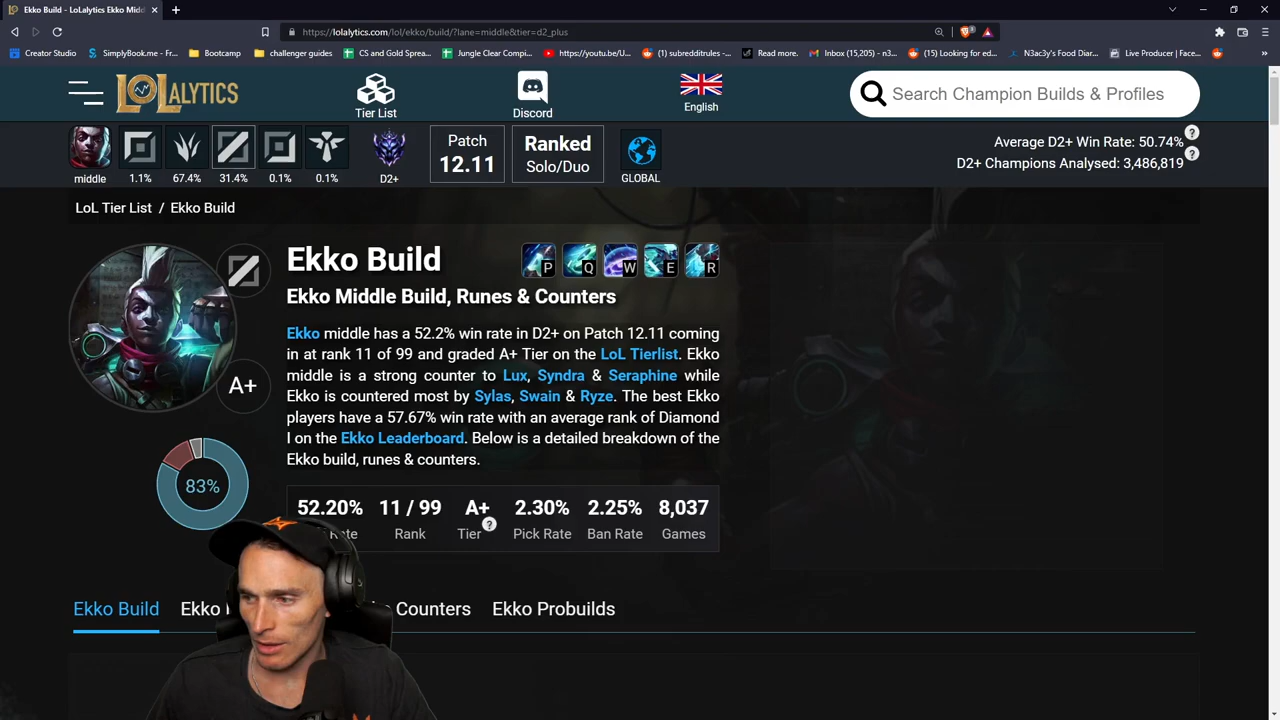 Ekko Build - LoLalytics Ekko Midd
https://lolalytics.com/lol/ekko/build/?lane=middle&tier=d2_plus
Creator Studio
SimplyBook.me - Fr...
Bootcamp
challenger guides
CS and Gold Sprea...
Jungle Clear Compi...
https://youtu.be/U...
(1) subredditrules - ...
Read more.
Inbox (15,205) - n3...
(15) Looking for ed...
N3ac3y's Food Diar...
Live Producer | Face...
LOLALYTICS
Tier List
Discord
English
Search Champion Builds & Profiles
middle
1.1%
67.4%
31.4%
0.1%
0.1%
D2+
Patch
12.11
Ranked
Solo/Duo
GLOBAL
Average D2+ Win Rate: 50.74% ?
D2+ Champions Analysed: 3,486,819 ?
LoL Tier List / Ekko Build
Ekko Build
P Q W E R
Ekko Middle Build, Runes & Counters
Ekko middle has a 52.2% win rate in D2+ on Patch 12.11 coming
in at rank 11 of 99 and graded A+ Tier on the LoL Tierlist. Ekko
middle is a strong counter to Lux, Syndra & Seraphine while
Ekko is countered most by Sylas, Swain & Ryze. The best Ekko
players have a 57.67% win rate with an average rank of Diamond
I on the Ekko Leaderboard. Below is a detailed breakdown of the
Ekko build, runes & counters.
A+
83%
52.20% 11 / 99 A+ 2.30% 2.25% 8,037
Rate Rank Tier ? Pick Rate Ban Rate Games
Ekko Build Ekko Counters Ekko Probuilds